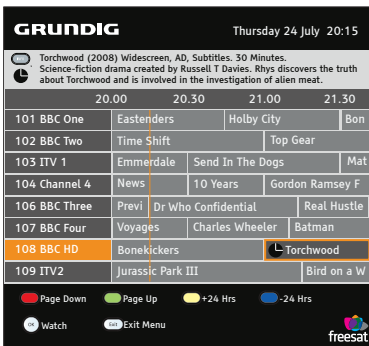 GRUNDIG Thursday 24 July 20:15
Torchwood (2008) Widescreen, AD, Subtitles. 30 Minutes.
Science-fiction drama created by Russell T Davies. Rhys discovers the truth
about Torchwood and is involved in the investigation of alien meat.
20.00 20.30 21.00 21.30
101 BBC One Eastenders Holby City Bon
102 BBC Two Time Shift Top Gear
103 ITV 1 Emmerdale Send In The Dogs Mat
104 Channel 4 News 10 Years Gordon Ramsey F
106 BBC Three Previ Dr Who Confidential Real Hustle
107 BBC Four Voyages Charles Wheeler Batman
108 BBC HD Bonekickers Torchwood
109 ITV2 Jurassic Park III Bird on a W
Page Down Page Up +24 Hrs -24 Hrs
OK Watch Exit Exit Menu
freesat